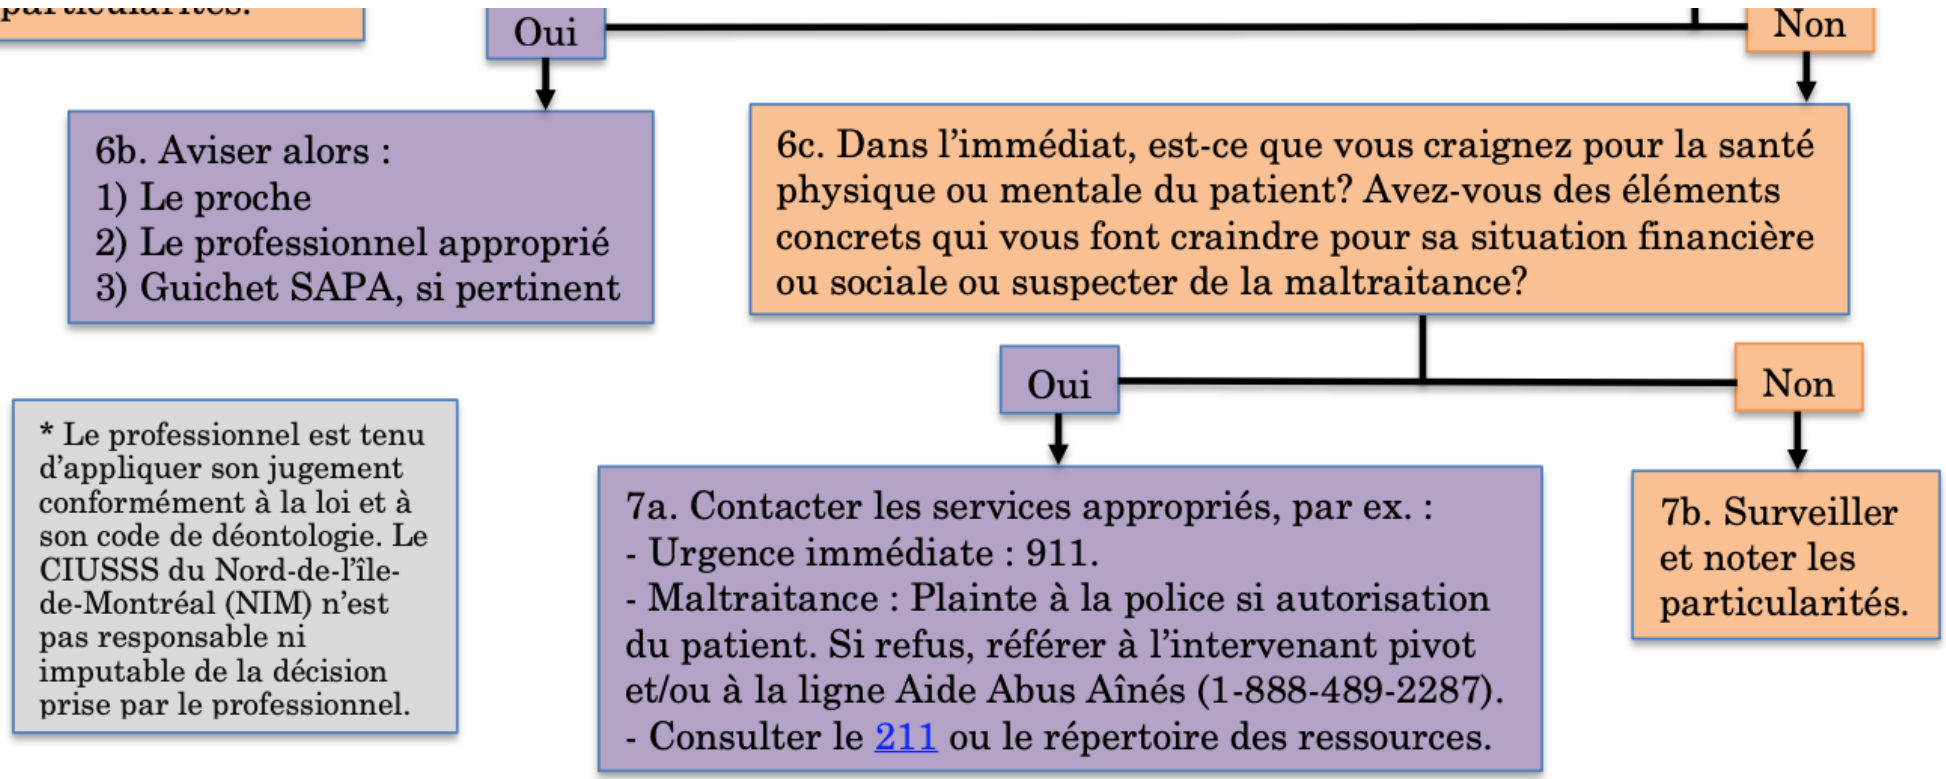 particularités.
Oui
Non
6b. Aviser alors :
1) Le proche
2) Le professionnel approprié
3) Guichet SAPA, si pertinent
6c. Dans l’immédiat, est-ce que vous craignez pour la santé
physique ou mentale du patient? Avez-vous des éléments
concrets qui vous font craindre pour sa situation financière
ou sociale ou suspecter de la maltraitance?
Oui
Non
* Le professionnel est tenu
d’appliquer son jugement
conformément à la loi et à
son code de déontologie. Le
CIUSSS du Nord-de-l’île-
de-Montréal (NIM) n’est
pas responsable ni
imputable de la décision
prise par le professionnel.
7a. Contacter les services appropriés, par ex. :
- Urgence immédiate : 911.
- Maltraitance : Plainte à la police si autorisation
du patient. Si refus, référer à l’intervenant pivot
et/ou à la ligne Aide Abus Aînés (1-888-489-2287).
- Consulter le 211 ou le répertoire des ressources.
7b. Surveiller
et noter les
particularités.